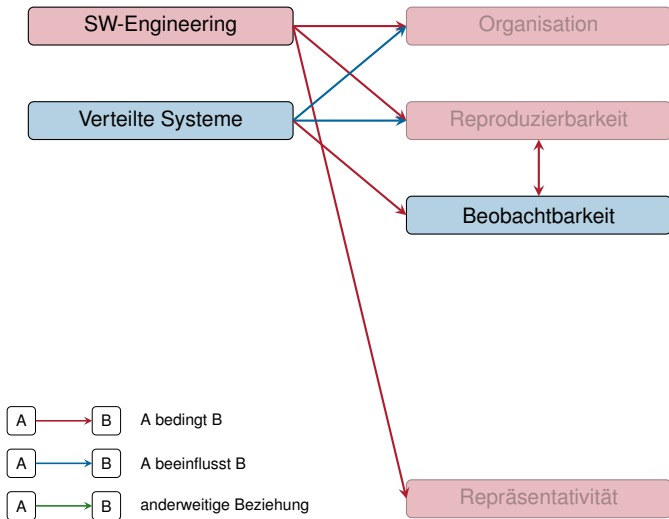 SW-Engineering
Organisation
Verteilte Systeme
Reproduzierbarkeit
Beobachtbarkeit
A B A bedingt B
A B A beeinflusst B
A B anderweitige Beziehung
Repräsentativität